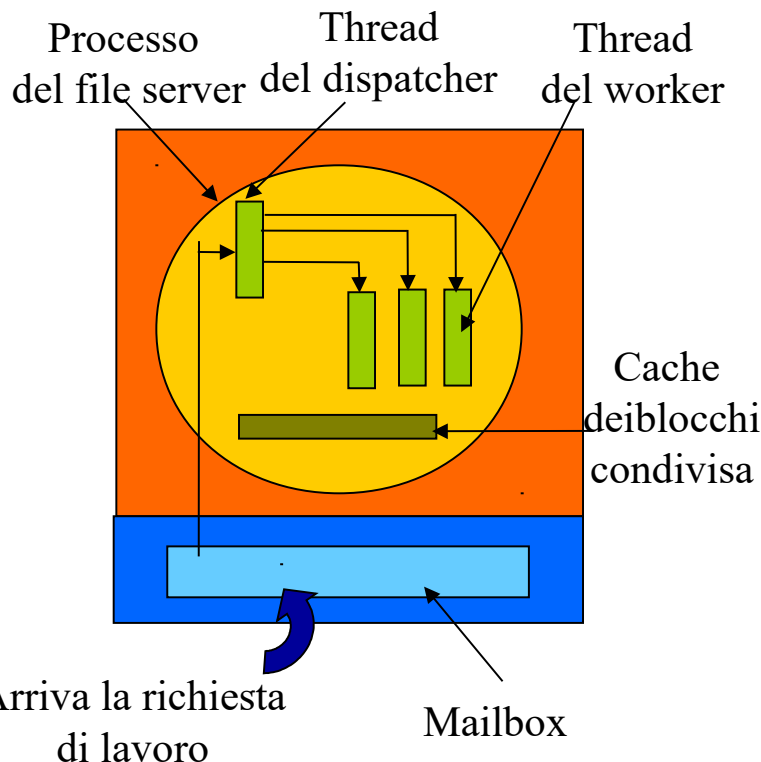 Processo
del file server
Thread
del dispatcher
Thread
del worker
Cache
deiblocchi
condivisa
Arriva la richiesta
di lavoro
Mailbox